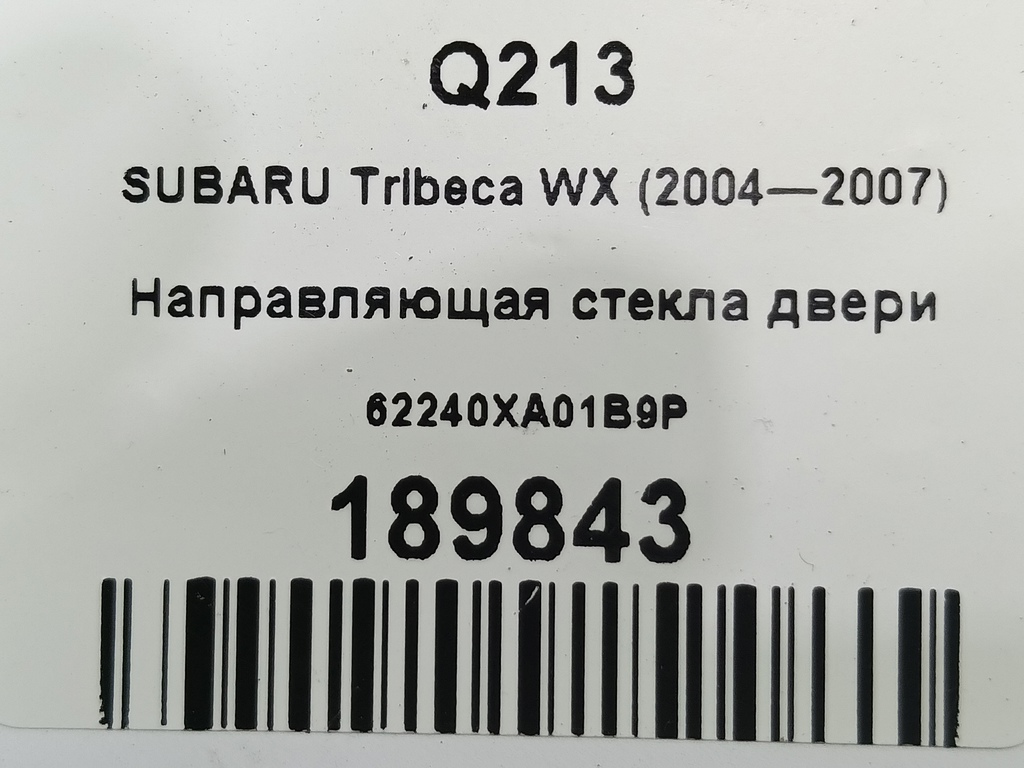 Q213
SUBARU Tribeca WX (2004—2007)
Направляющая стекла двери
62240XA01B9P
189843